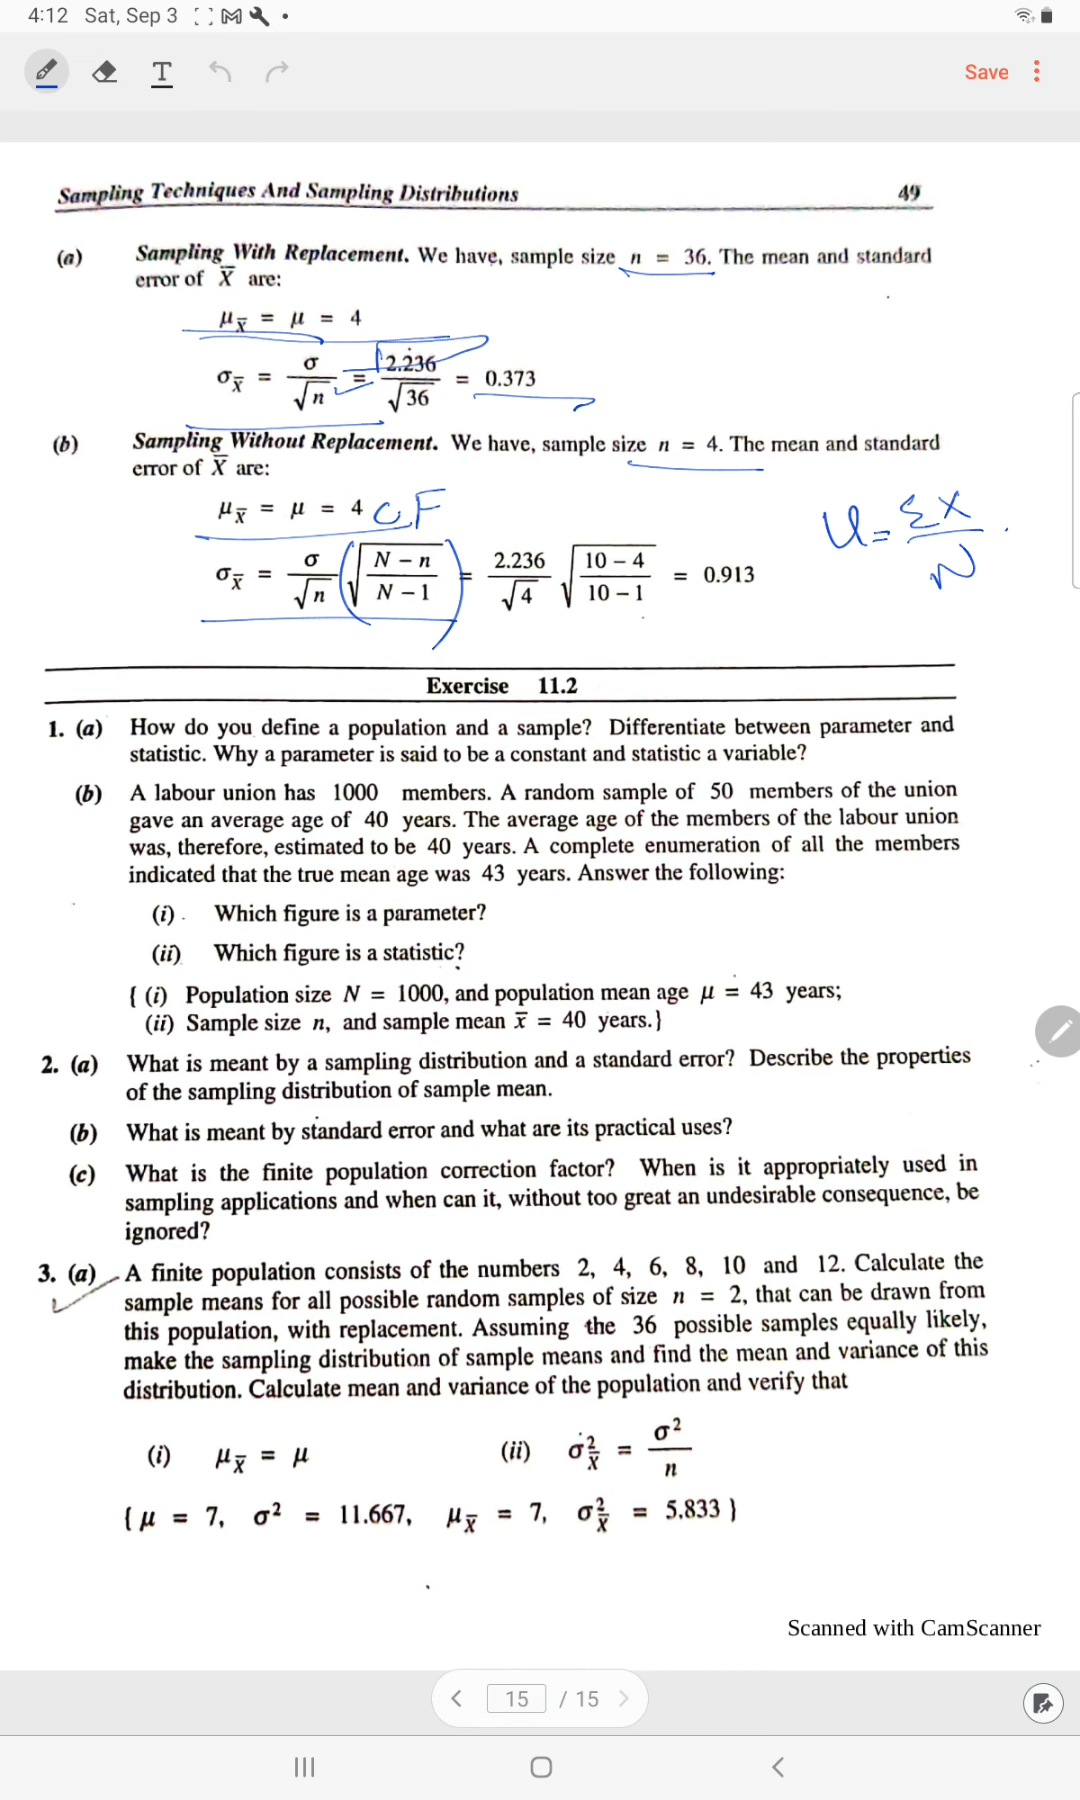 4:12 Sat, Sep 3
T
Save
Sampling Techniques And Sampling Distributions 49
(a) Sampling With Replacement. We have, sample size n = 36. The mean and standard
error of X̅ are:
μ_X̅ = μ = 4
σ_X̅ = σ/√n = 2.236/√36 = 0.373
(b) Sampling Without Replacement. We have, sample size n = 4. The mean and standard
error of X̅ are:
μ_X̅ = μ = 4 CF
σ_X̅ = σ/√n √((N − n)/(N − 1)) = 2.236/√4 √((10 − 4)/(10 − 1)) = 0.913
U = ΣX/N
Exercise 11.2
1. (a) How do you define a population and a sample? Differentiate between parameter and
statistic. Why a parameter is said to be a constant and statistic a variable?
(b) A labour union has 1000 members. A random sample of 50 members of the union
gave an average age of 40 years. The average age of the members of the labour union
was, therefore, estimated to be 40 years. A complete enumeration of all the members
indicated that the true mean age was 43 years. Answer the following:
(i) Which figure is a parameter?
(ii) Which figure is a statistic?
{ (i) Population size N = 1000, and population mean age μ = 43 years;
(ii) Sample size n, and sample mean x̅ = 40 years.}
2. (a) What is meant by a sampling distribution and a standard error? Describe the properties
of the sampling distribution of sample mean.
(b) What is meant by standard error and what are its practical uses?
(c) What is the finite population correction factor? When is it appropriately used in
sampling applications and when can it, without too great an undesirable consequence, be
ignored?
3. (a) A finite population consists of the numbers 2, 4, 6, 8, 10 and 12. Calculate the
sample means for all possible random samples of size n = 2, that can be drawn from
this population, with replacement. Assuming the 36 possible samples equally likely,
make the sampling distribution of sample means and find the mean and variance of this
distribution. Calculate mean and variance of the population and verify that
(i) μ_X̅ = μ (ii) σ²_X̅ = σ²/n
{ μ = 7, σ² = 11.667, μ_X̅ = 7, σ²_X̅ = 5.833 }
Scanned with CamScanner
15 / 15